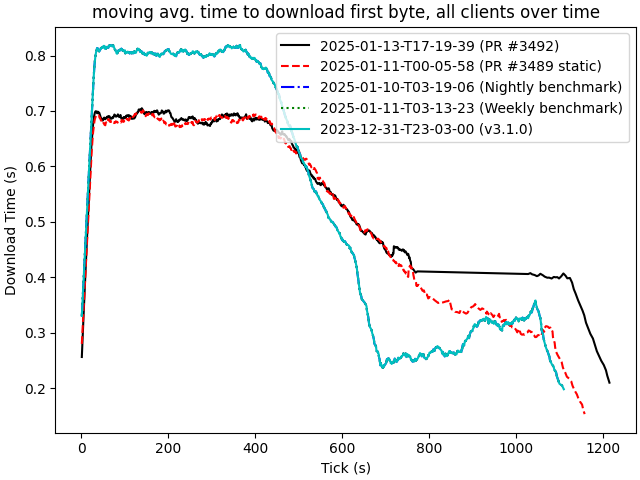 moving avg. time to download first byte, all clients over time
2025-01-13-T17-19-39 (PR #3492)
2025-01-11-T00-05-58 (PR #3489 static)
2025-01-10-T03-19-06 (Nightly benchmark)
2025-01-11-T03-13-23 (Weekly benchmark)
2023-12-31-T23-03-00 (v3.1.0)
Download Time (s)
0.8
0.7
0.6
0.5
0.4
0.3
0.2
0 200 400 600 800 1000 1200
Tick (s)